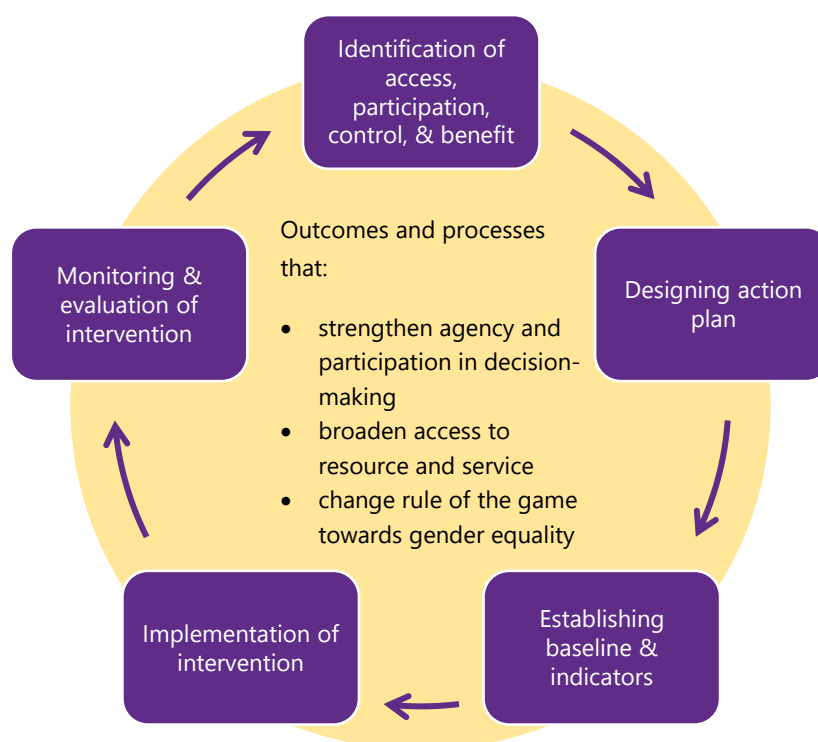 Identification of
access,
participation,
control, & benefit
Designing action
plan
Establishing
baseline &
indicators
Implementation of
intervention
Monitoring &
evaluation of
intervention
Outcomes and processes
that:
• strengthen agency and
participation in decision-
making
• broaden access to
resource and service
• change rule of the game
towards gender equality